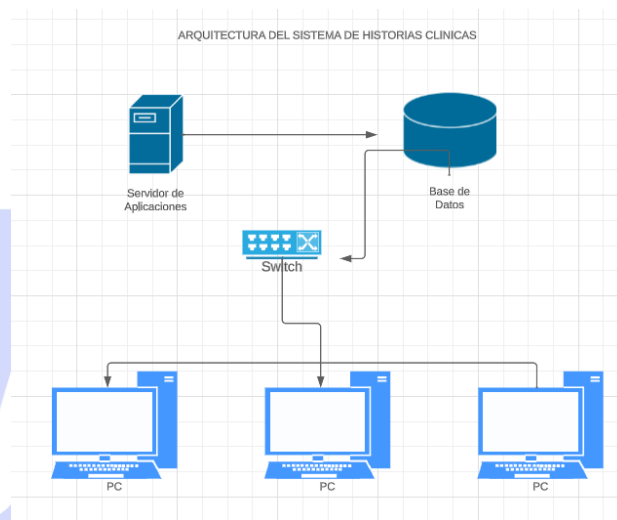 ARQUITECTURA DEL SISTEMA DE HISTORIAS CLINICAS
Servidor de
Aplicaciones
Base de
Datos
Switch
PC
PC
PC